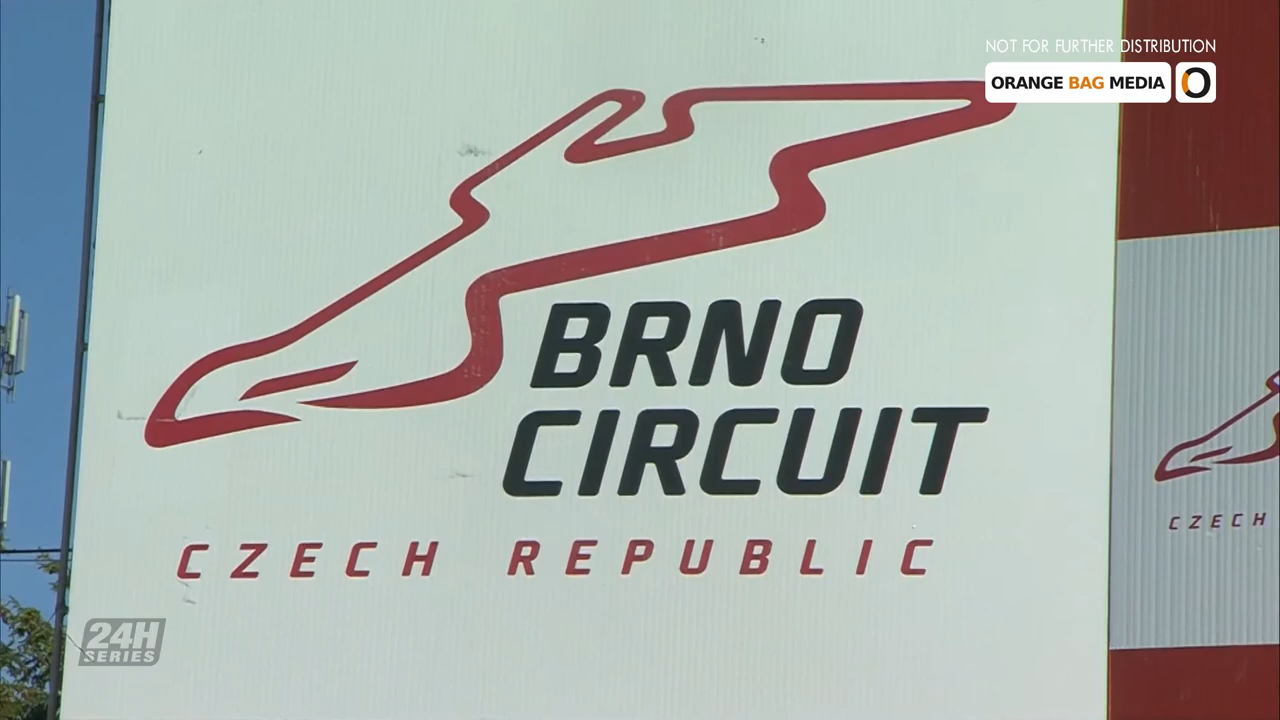 NOT FOR FURTHER DISTRIBUTION
ORANGE BAG MEDIA
BRNO
CIRCUIT
CZECH REPUBLIC
CZECH
24H
SERIES